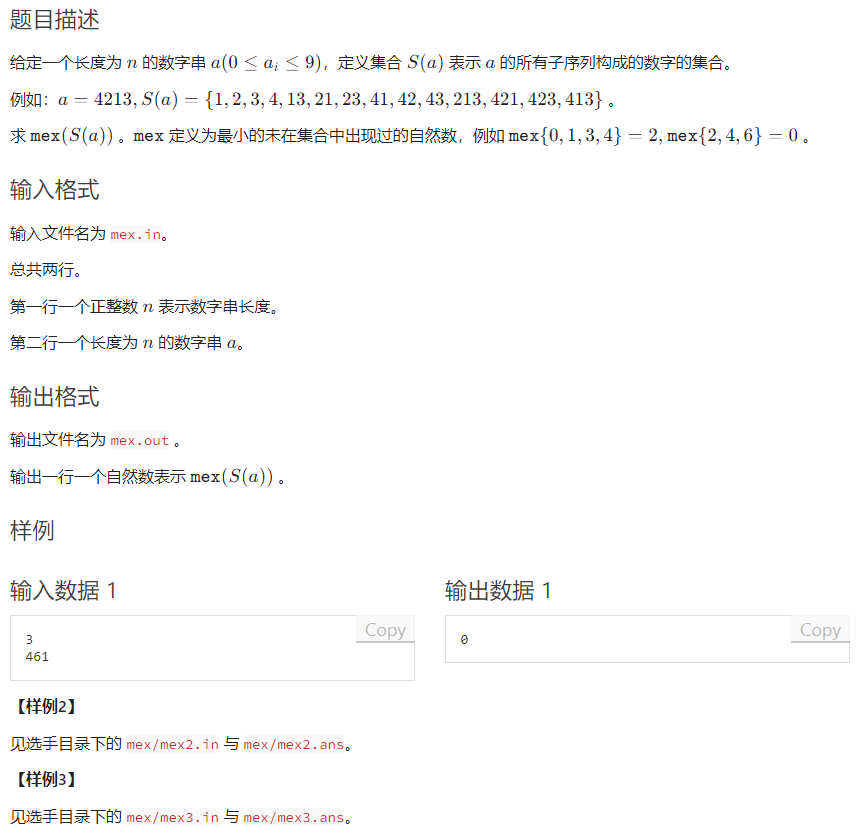 题目描述
给定一个长度为 n 的数字串 a(0 ≤ a_i ≤ 9)，定义集合 S(a) 表示 a 的所有子序列构成的数字的集合。
例如：a = 4213, S(a) = {1, 2, 3, 4, 13, 21, 23, 41, 42, 43, 213, 421, 423, 413} 。
求 mex(S(a)) 。mex 定义为最小的未在集合中出现过的自然数，例如 mex{0, 1, 3, 4} = 2, mex{2, 4, 6} = 0 。
输入格式
输入文件名为 mex.in。
总共两行。
第一行一个正整数 n 表示数字串长度。
第二行一个长度为 n 的数字串 a。
输出格式
输出文件名为 mex.out 。
输出一行一个自然数表示 mex(S(a)) 。
样例
输入数据 1
Copy
3
461
输出数据 1
Copy
0
【样例2】
见选手目录下的 mex/mex2.in 与 mex/mex2.ans。
【样例3】
见选手目录下的 mex/mex3.in 与 mex/mex3.ans。